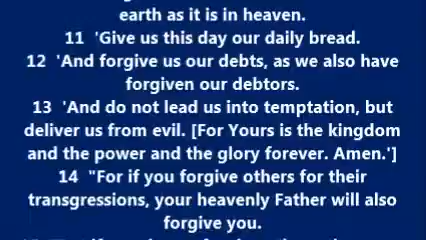 earth as it is in heaven.
11 'Give us this day our daily bread.
12 'And forgive us our debts, as we also have
forgiven our debtors.
13 'And do not lead us into temptation, but
deliver us from evil. [For Yours is the kingdom
and the power and the glory forever. Amen.']
14 "For if you forgive others for their
transgressions, your heavenly Father will also
forgive you.